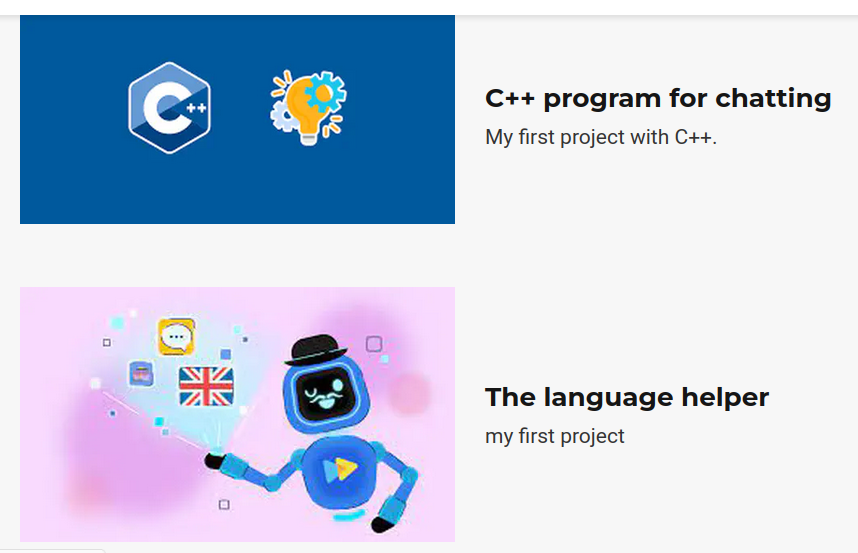 C++
C++ program for chatting
My first project with C++.
The language helper
my first project